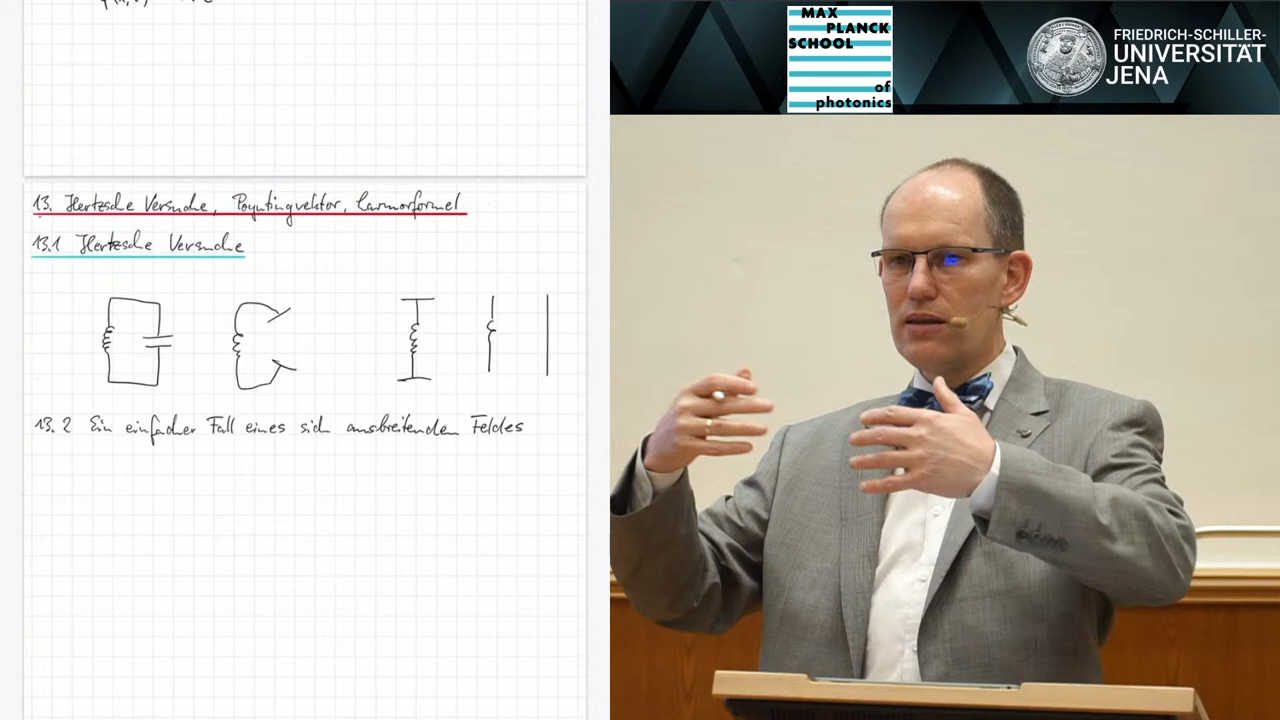 13. Hertzsche Versuche, Poyntingvektor, Larmorformel
13.1 Hertzsche Versuche
13.2 Ein einfacher Fall eines sich ausbreitenden Feldes
MAX
PLANCK
SCHOOL
of
photonics
FRIEDRICH-SCHILLER-
UNIVERSITÄT
JENA